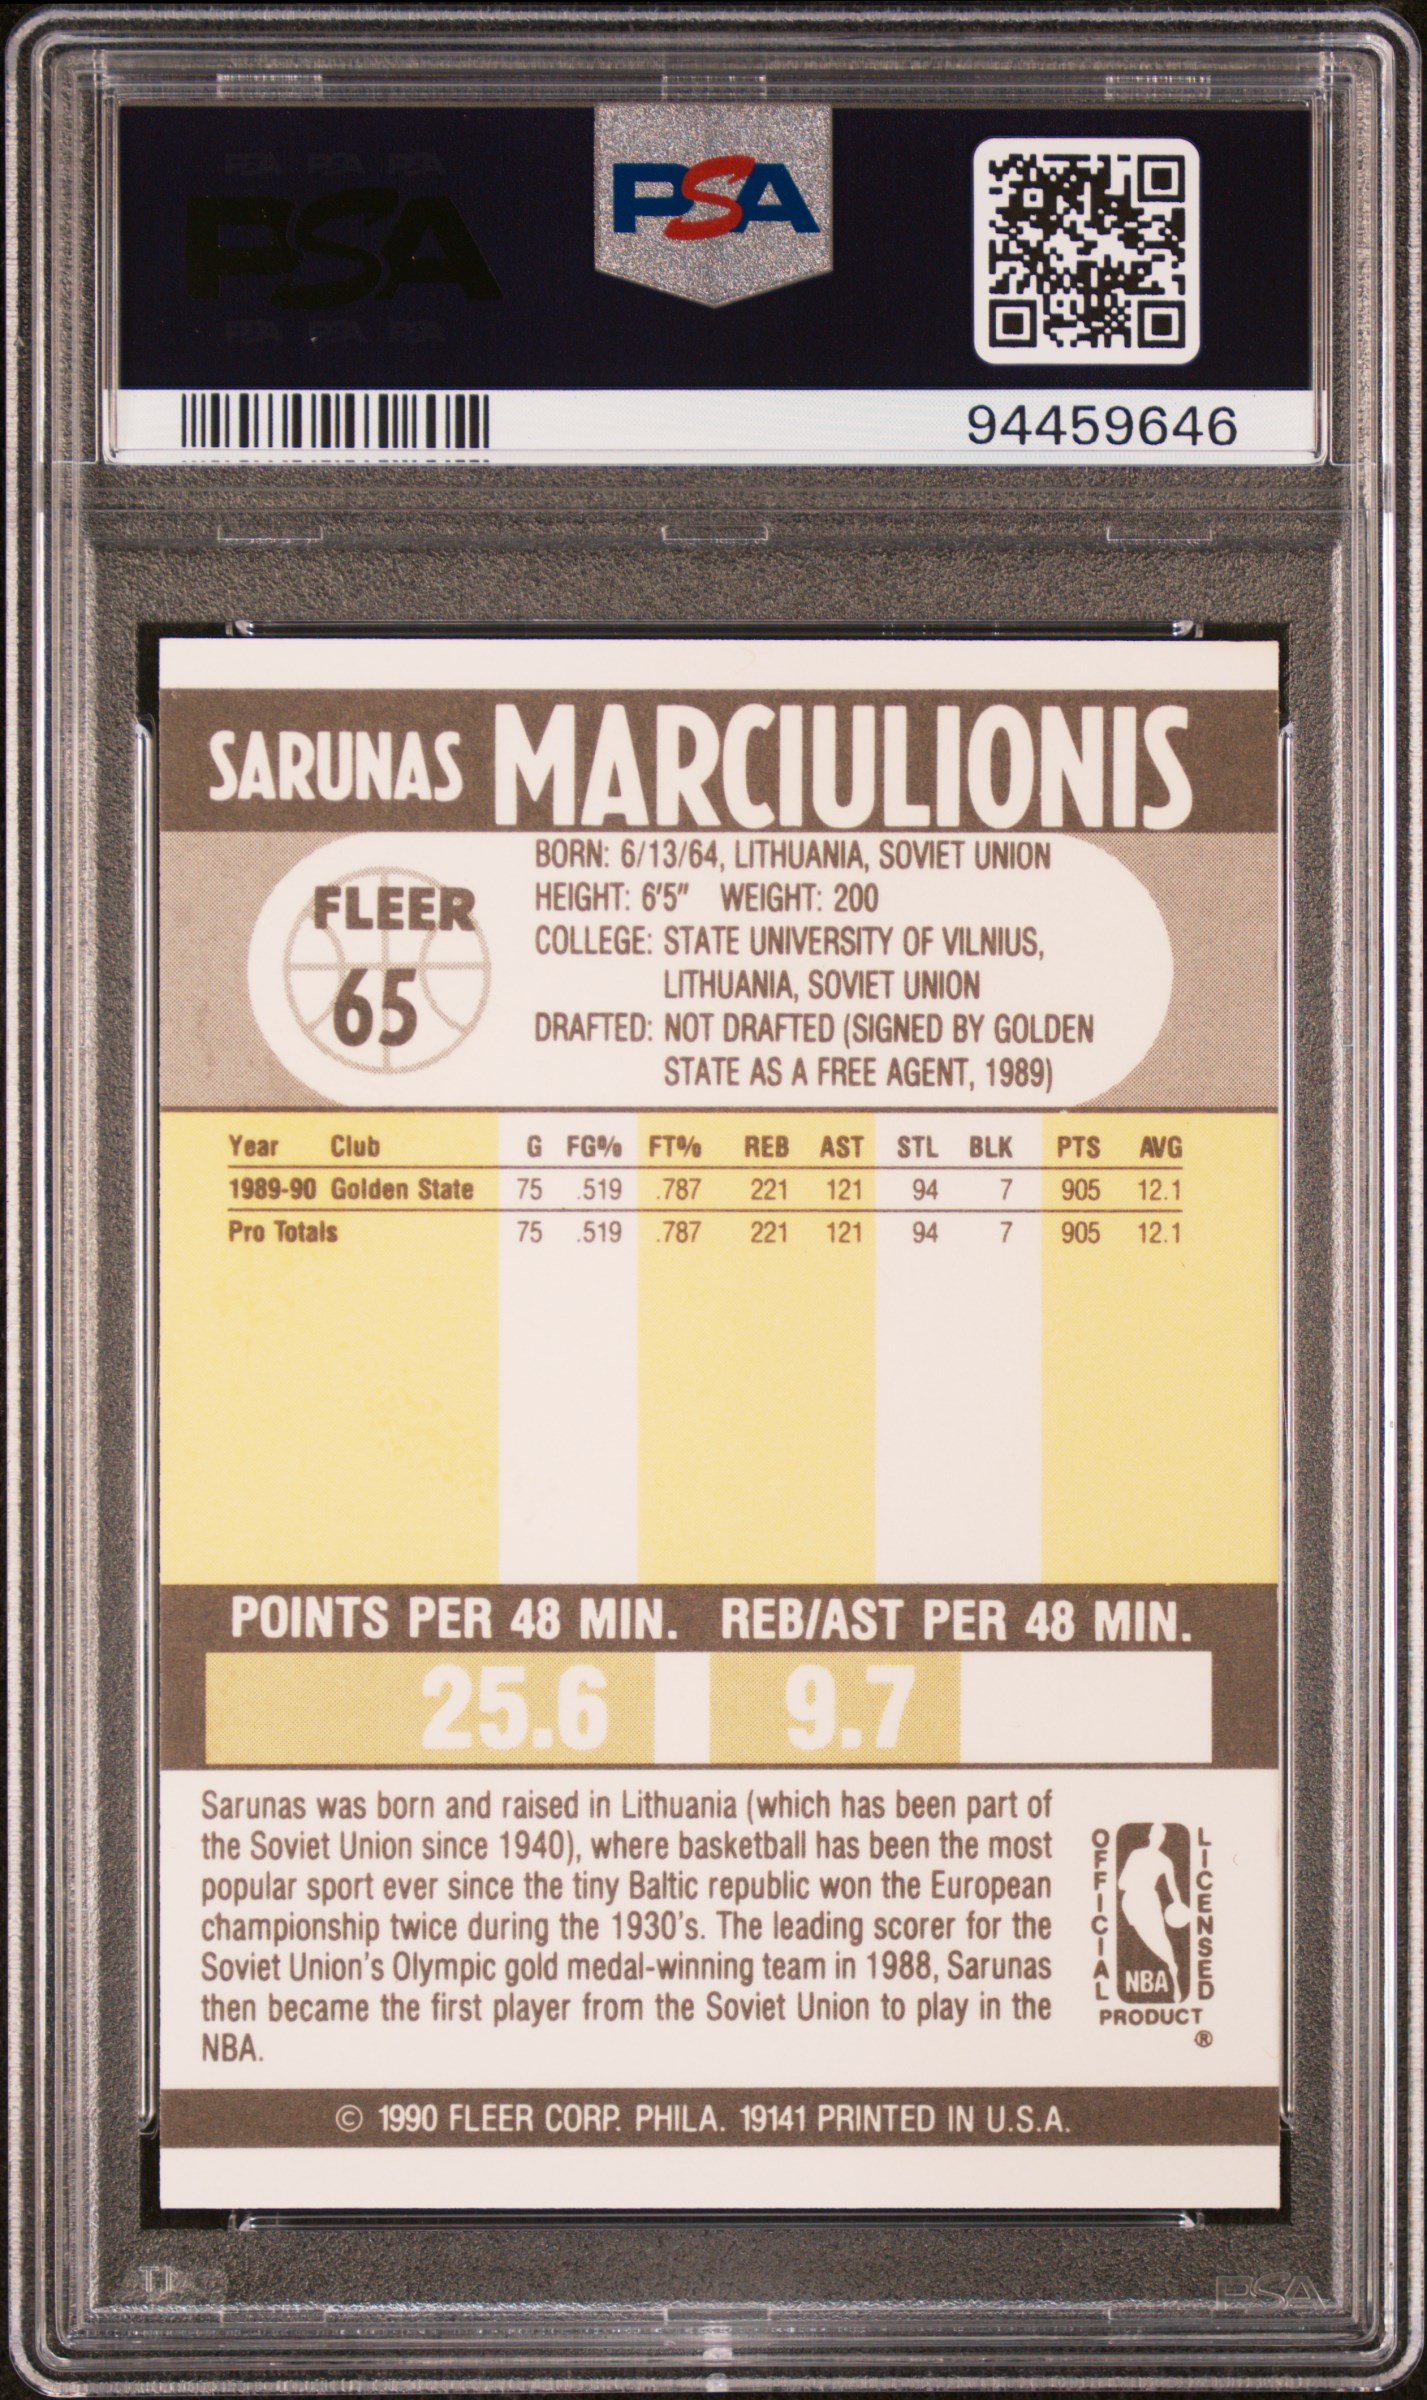 PSA PSA PSA
PSA
PSA
PSA PSA PSA
94459646
SARUNAS MARCIULIONIS
FLEER
65
BORN: 6/13/64, LITHUANIA, SOVIET UNION
HEIGHT: 6'5" WEIGHT: 200
COLLEGE: STATE UNIVERSITY OF VILNIUS,
LITHUANIA, SOVIET UNION
DRAFTED: NOT DRAFTED (SIGNED BY GOLDEN
STATE AS A FREE AGENT, 1989)
Year Club G FG% FT% REB AST STL BLK PTS AVG
1989-90 Golden State 75 .519 .787 221 121 94 7 905 12.1
Pro Totals 75 .519 .787 221 121 94 7 905 12.1
POINTS PER 48 MIN. REB/AST PER 48 MIN.
25.6 9.7
Sarunas was born and raised in Lithuania (which has been part of
the Soviet Union since 1940), where basketball has been the most
popular sport ever since the tiny Baltic republic won the European
championship twice during the 1930's. The leading scorer for the
Soviet Union's Olympic gold medal-winning team in 1988, Sarunas
then became the first player from the Soviet Union to play in the
NBA.
OFFICIAL
NBA
LICENSED
PRODUCT
®
© 1990 FLEER CORP. PHILA. 19141 PRINTED IN U.S.A.
PSA